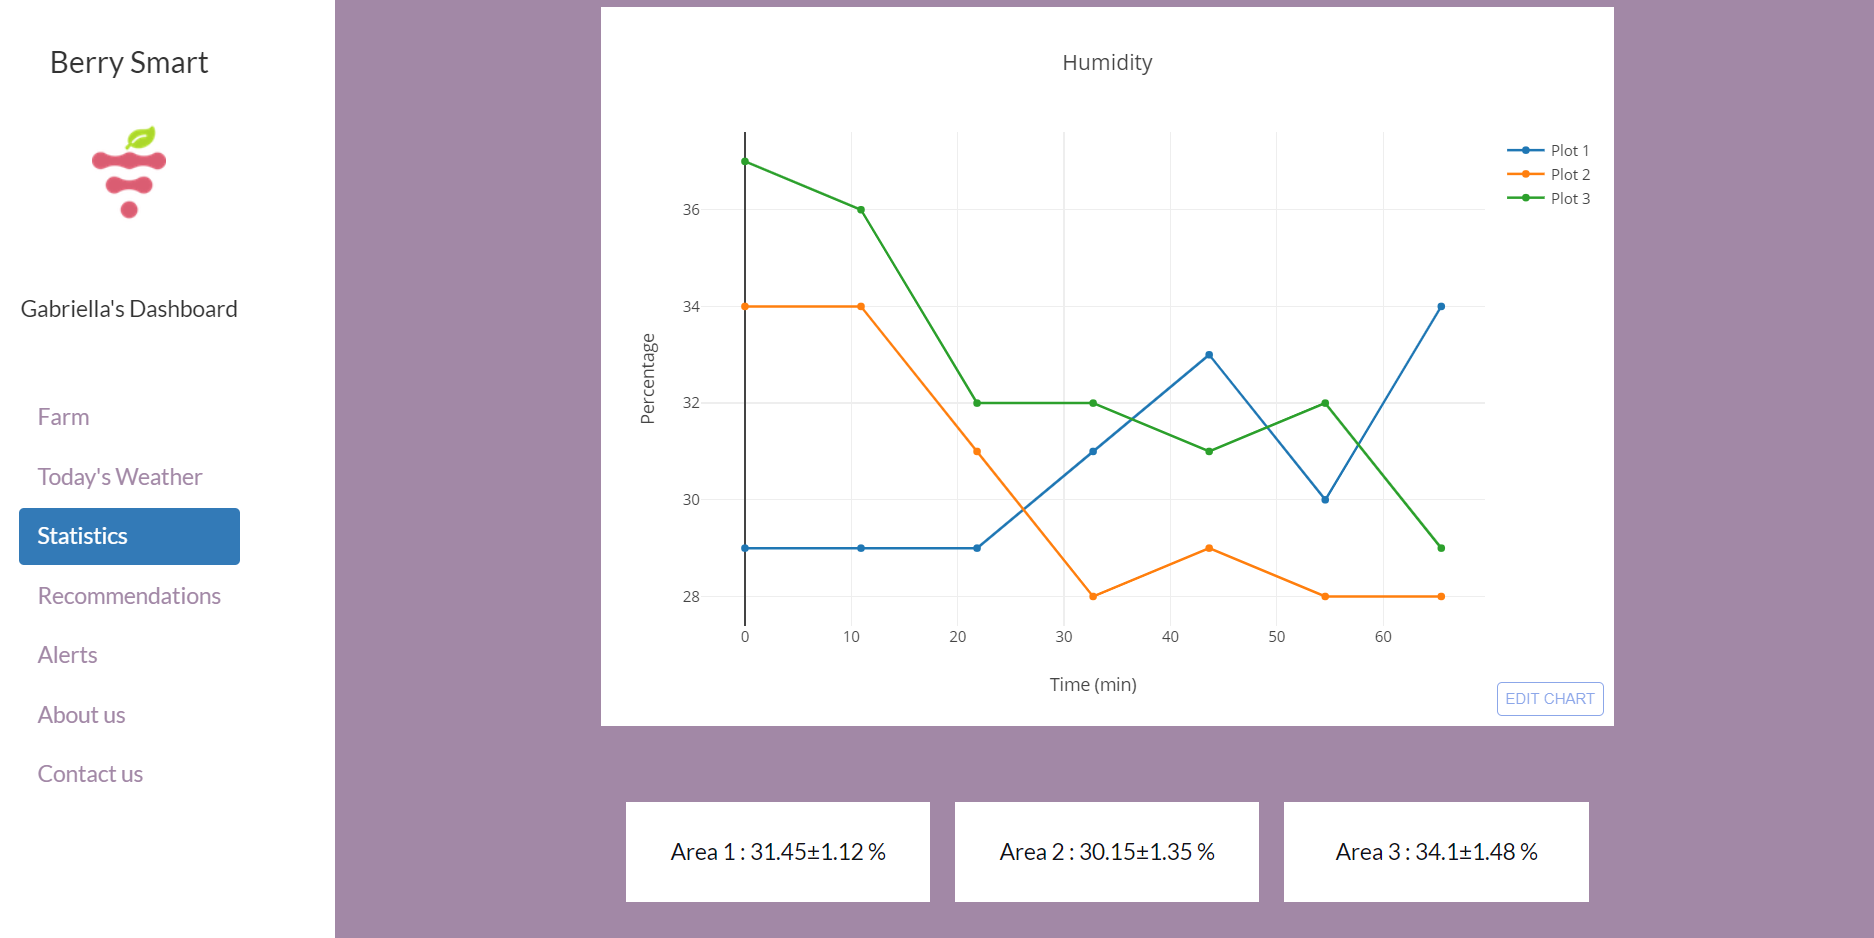 Berry Smart
Gabriella's Dashboard
Farm
Today's Weather
Statistics
Recommendations
Alerts
About us
Contact us
Humidity
Plot 1
Plot 2
Plot 3
Percentage
36
34
32
30
28
0 10 20 30 40 50 60
Time (min)
EDIT CHART
Area 1 : 31.45±1.12 %
Area 2 : 30.15±1.35 %
Area 3 : 34.1±1.48 %